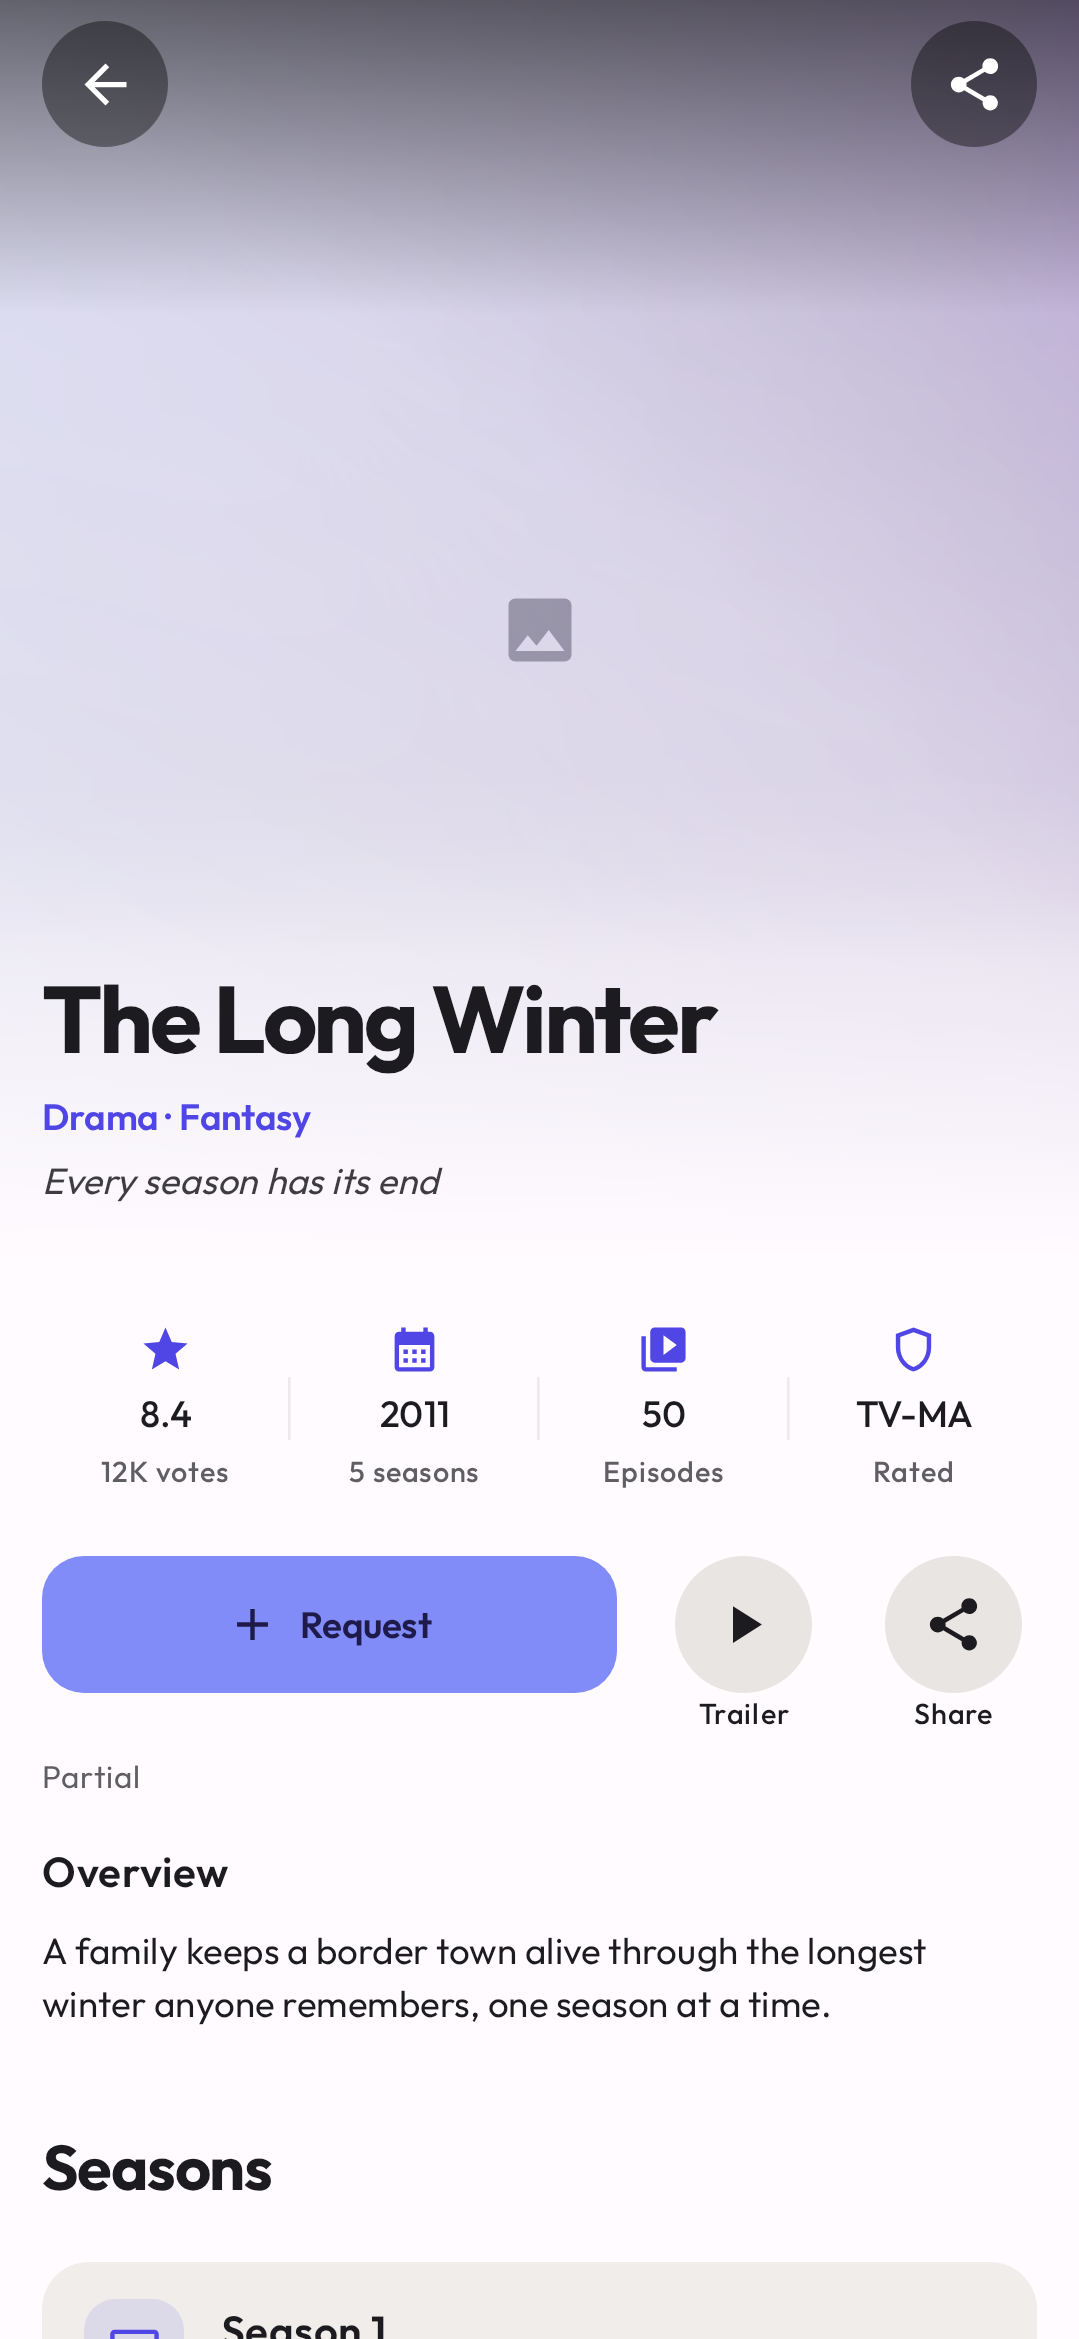 The Long Winter
Drama · Fantasy
Every season has its end
8.4
2011
50
TV-MA
12K votes
5 seasons
Episodes
Rated
Request
Trailer
Share
Partial
Overview
A family keeps a border town alive through the longest
winter anyone remembers, one season at a time.
Seasons
Season 1